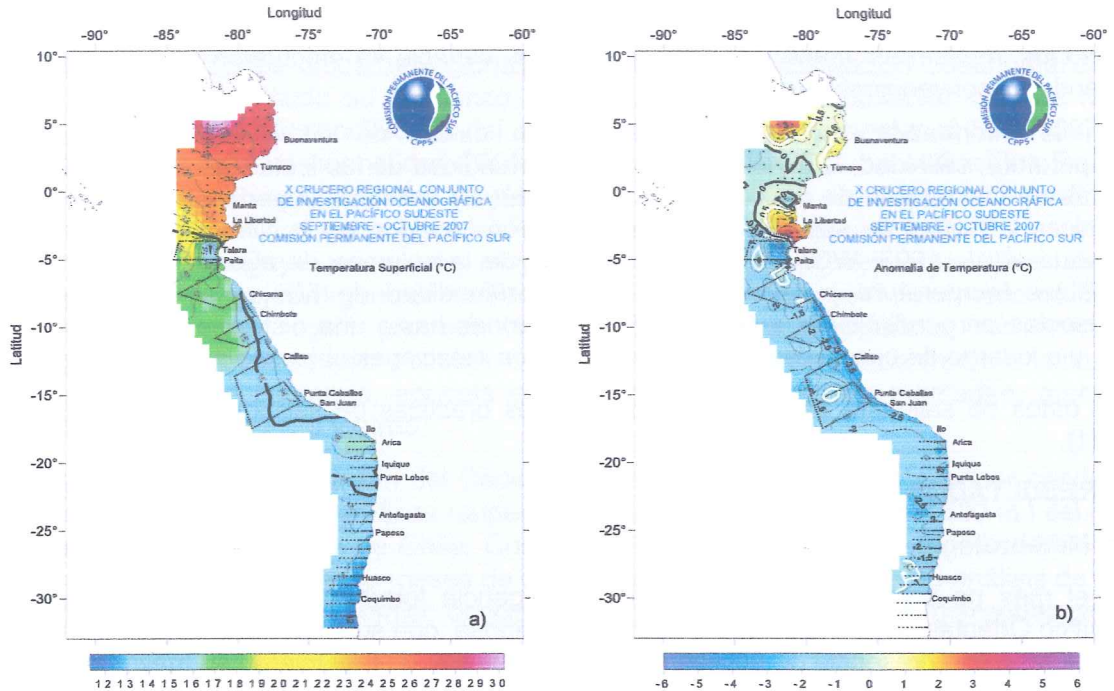 Longitud
-90° -85° -80° -75° -70° -65° -60°
10°
5°
0°
-5°
-10°
-15°
-20°
-25°
-30°
Latitud
COMISIÓN PERMANENTE DEL PACÍFICO SUR
CPPS
Buenaventura
Tumaco
X CRUCERO REGIONAL CONJUNTO
DE INVESTIGACIÓN OCEANOGRÁFICA
EN EL PACÍFICO SUDESTE
SEPTIEMBRE - OCTUBRE 2007
COMISIÓN PERMANENTE DEL PACÍFICO SUR
Manta
La Libertad
Talara
Paita
Temperatura Superficial (°C)
Chicama
Chimbote
Callao
Punta Caballas
San Juan
Ilo
Arica
Iquique
Punta Lobos
Antofagasta
Paposo
Huasco
Coquimbo
a)
12 13 14 15 16 17 18 19 20 21 22 23 24 25 26 27 28 29 30
Longitud
-90° -85° -80° -75° -70° -65° -60°
10°
5°
0°
-5°
-10°
-15°
-20°
-25°
-30°
Latitud
COMISIÓN PERMANENTE DEL PACÍFICO SUR
CPPS
Buenaventura
Tumaco
X CRUCERO REGIONAL CONJUNTO
DE INVESTIGACIÓN OCEANOGRÁFICA
EN EL PACÍFICO SUDESTE
SEPTIEMBRE - OCTUBRE 2007
COMISIÓN PERMANENTE DEL PACÍFICO SUR
Manta
La Libertad
Talara
Paita
Anomalia de Temperatura (°C)
Chicama
Chimbote
Callao
Punta Caballas
San Juan
Ilo
Arica
Iquique
Punta Lobos
Antofagasta
Paposo
Huasco
Coquimbo
b)
-6 -5 -4 -3 -2 -1 0 1 2 3 4 5 6